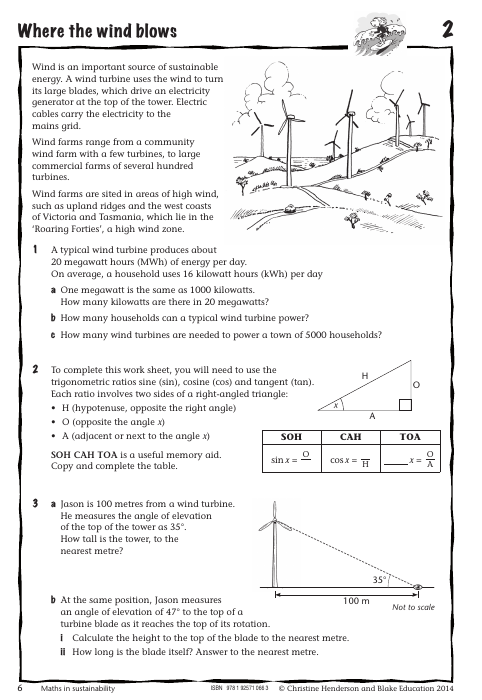 Where the wind blows
2
Wind is an important source of sustainable
energy. A wind turbine uses the wind to turn
its large blades, which drive an electricity
generator at the top of the tower. Electric
cables carry the electricity to the
mains grid.
Wind farms range from a community
wind farm with a few turbines, to large
commercial farms of several hundred
turbines.
Wind farms are sited in areas of high wind,
such as upland ridges and the west coasts
of Victoria and Tasmania, which lie in the
'Roaring Forties', a high wind zone.
1 A typical wind turbine produces about
20 megawatt hours (MWh) of energy per day.
On average, a household uses 16 kilowatt hours (kWh) per day
a One megawatt is the same as 1000 kilowatts.
How many kilowatts are there in 20 megawatts?
b How many households can a typical wind turbine power?
c How many wind turbines are needed to power a town of 5000 households?
2 To complete this work sheet, you will need to use the
trigonometric ratios sine (sin), cosine (cos) and tangent (tan).
Each ratio involves two sides of a right-angled triangle:
• H (hypotenuse, opposite the right angle)
• O (opposite the angle x)
• A (adjacent or next to the angle x)
SOH CAH TOA is a useful memory aid.
Copy and complete the table.
H
O
x
A
SOH CAH TOA
sin x = O/ cos x = /H ____ x = O/A
3 a Jason is 100 metres from a wind turbine.
He measures the angle of elevation
of the top of the tower as 35°.
How tall is the tower, to the
nearest metre?
35°
100 m
Not to scale
b At the same position, Jason measures
an angle of elevation of 47° to the top of a
turbine blade as it reaches the top of its rotation.
i Calculate the height to the top of the blade to the nearest metre.
ii How long is the blade itself? Answer to the nearest metre.
6 Maths in sustainability ISBN 978 1 92571 066 3 © Christine Henderson and Blake Education 2014